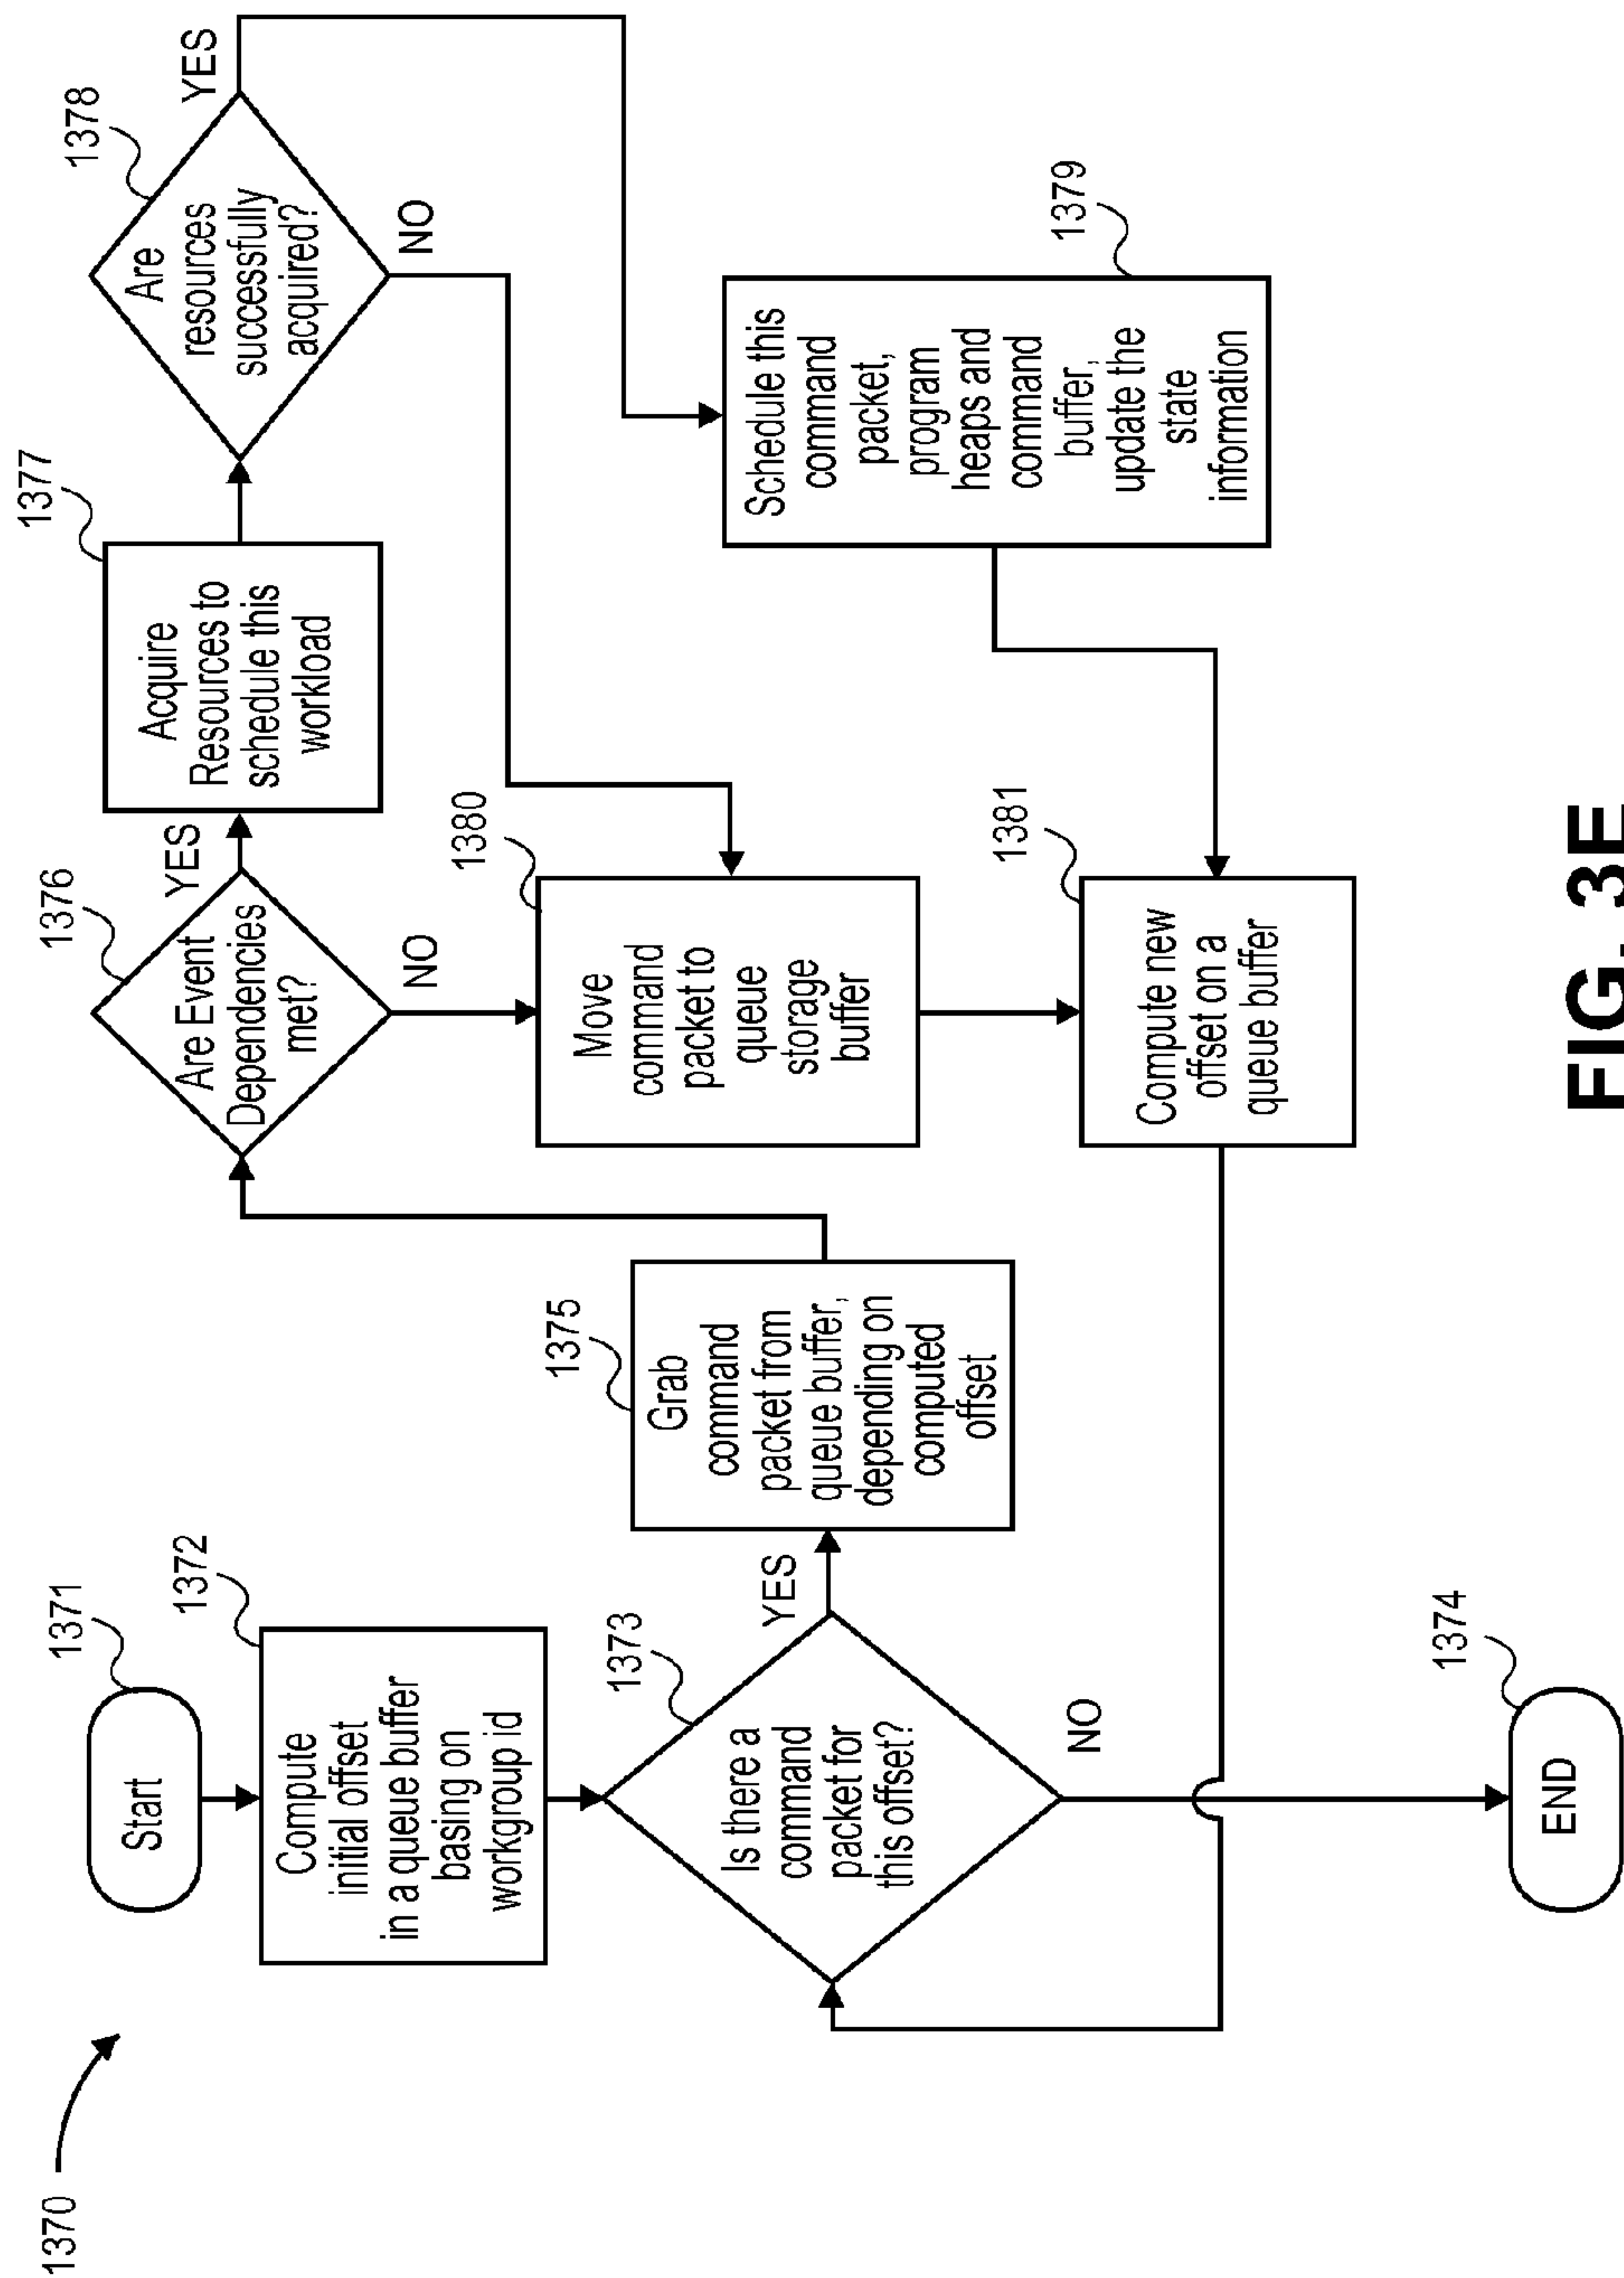 1370
1371
Start
1372
Compute
initial offset
in a queue buffer
basing on
workgroup id
1373
Is there a
command
packet for
this offset?
YES
NO
1374
END
1375
Grab
command
packet from
queue buffer,
depending on
computed
offset
1376
Are Event
Dependencies
met?
YES
NO
1377
Acquire
Resources to
schedule this
workload
1378
Are
resources
successfully
acquired?
YES
NO
1379
Schedule this
command
packet,
program
heaps and
command
buffer,
update the
state
information
1380
Move
command
packet to
queue
storage
buffer
1381
Compute new
offset on a
queue buffer
FIG. 3E